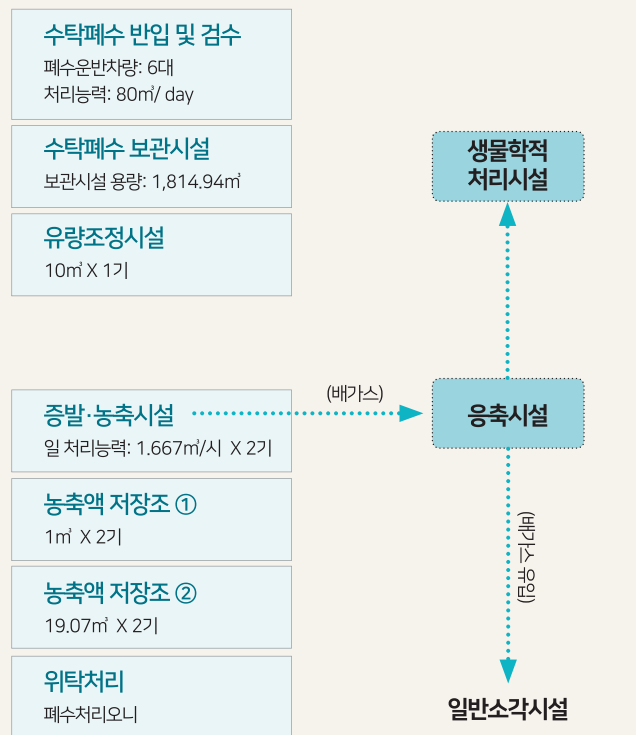 수탁폐수 반입 및 검수
폐수운반차량: 6대
처리능력: 80㎥/ day
수탁폐수 보관시설
보관시설 용량: 1,814.94㎥
유량조정시설
10㎥ X 1기
생물학적
처리시설
증발·농축시설
일 처리능력: 1.667㎥/시 X 2기
(배가스)
응축시설
농축액 저장조 ①
1㎥ X 2기
(배가스 유입)
농축액 저장조 ②
19.07㎥ X 2기
위탁처리
폐수처리오니
일반소각시설